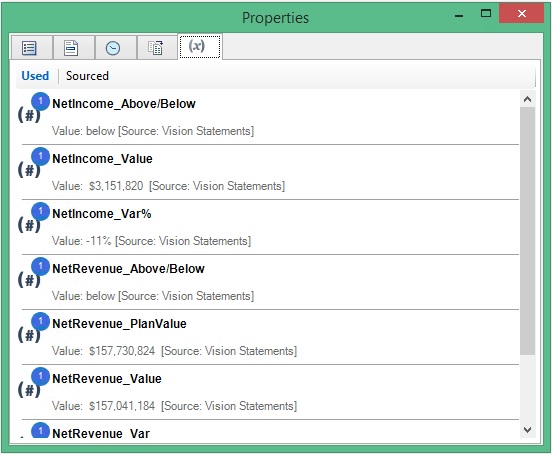 Properties
(x)
Used | Sourced
(#) 1 NetIncome_Above/Below
Value: below [Source: Vision Statements]
(#) 1 NetIncome_Value
Value: $3,151,820 [Source: Vision Statements]
(#) 1 NetIncome_Var%
Value: -11% [Source: Vision Statements]
(#) 1 NetRevenue_Above/Below
Value: below [Source: Vision Statements]
(#) 1 NetRevenue_PlanValue
Value: $157,730,824 [Source: Vision Statements]
(#) 1 NetRevenue_Value
Value: $157,041,184 [Source: Vision Statements]
1 NetRevenue_Var